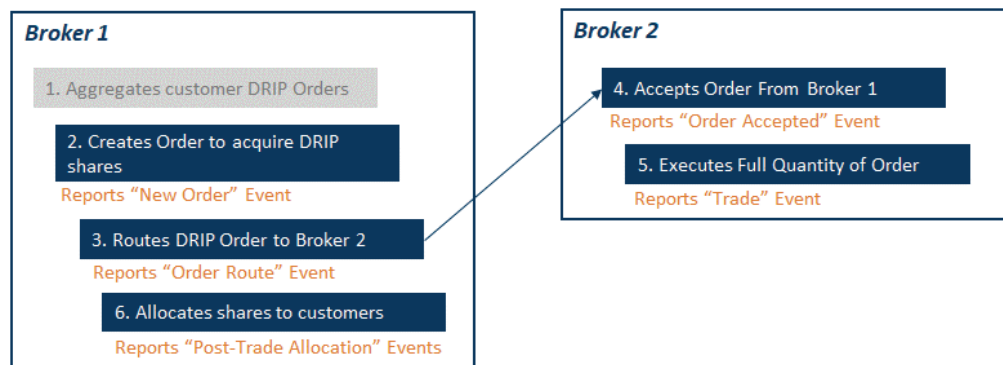 Broker 1
1. Aggregates customer DRIP Orders
2. Creates Order to acquire DRIP
shares
Reports “New Order” Event
3. Routes DRIP Order to Broker 2
Reports “Order Route” Event
6. Allocates shares to customers
Reports “Post-Trade Allocation” Events
Broker 2
4. Accepts Order From Broker 1
Reports “Order Accepted” Event
5. Executes Full Quantity of Order
Reports “Trade” Event